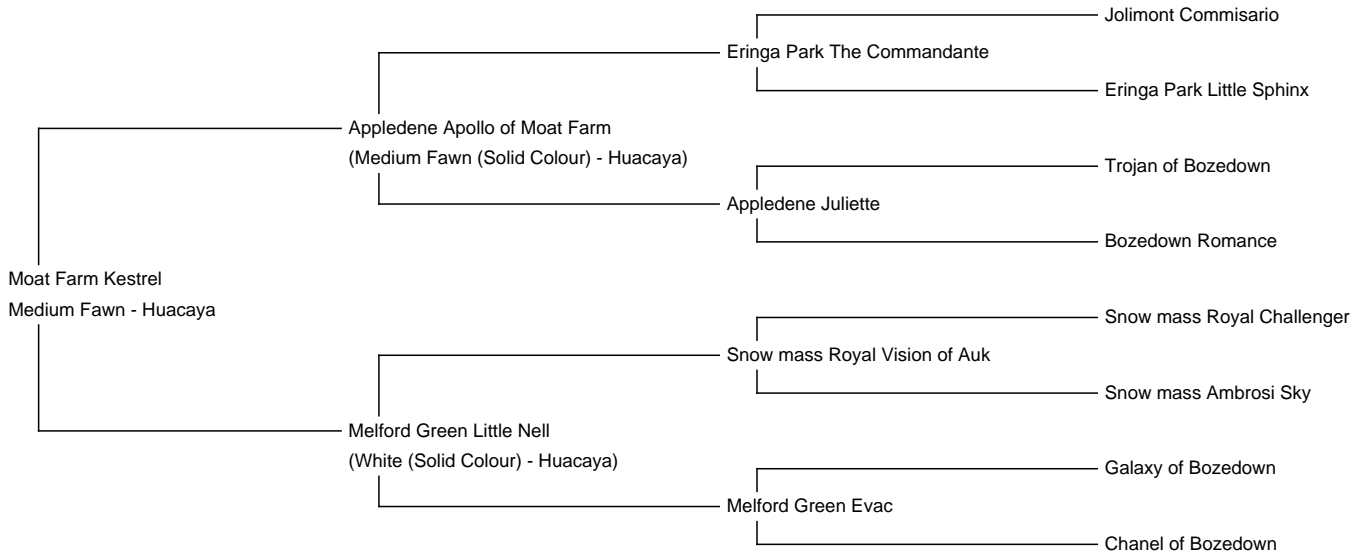 Jolimont Commisario
Eringa Park The Commandante
Eringa Park Little Sphinx
Appledene Apollo of Moat Farm
(Medium Fawn (Solid Colour) - Huacaya)
Trojan of Bozedown
Appledene Juliette
Bozedown Romance
Moat Farm Kestrel
Medium Fawn - Huacaya
Snow mass Royal Challenger
Snow mass Royal Vision of Auk
Snow mass Ambrosi Sky
Melford Green Little Nell
(White (Solid Colour) - Huacaya)
Galaxy of Bozedown
Melford Green Evac
Chanel of Bozedown